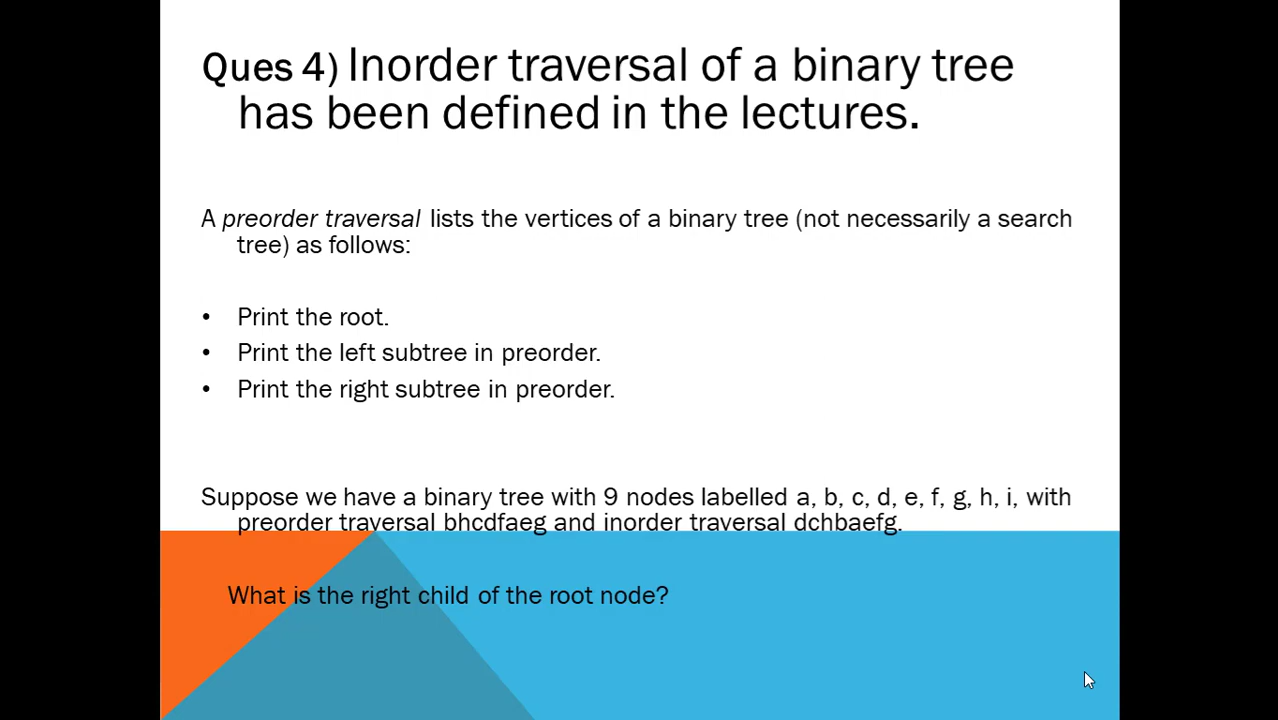 Ques 4) Inorder traversal of a binary tree
has been defined in the lectures.
A preorder traversal lists the vertices of a binary tree (not necessarily a search
tree) as follows:
• Print the root.
• Print the left subtree in preorder.
• Print the right subtree in preorder.
Suppose we have a binary tree with 9 nodes labelled a, b, c, d, e, f, g, h, i, with
preorder traversal bhcdfaeg and inorder traversal dchbaefg.
What is the right child of the root node?